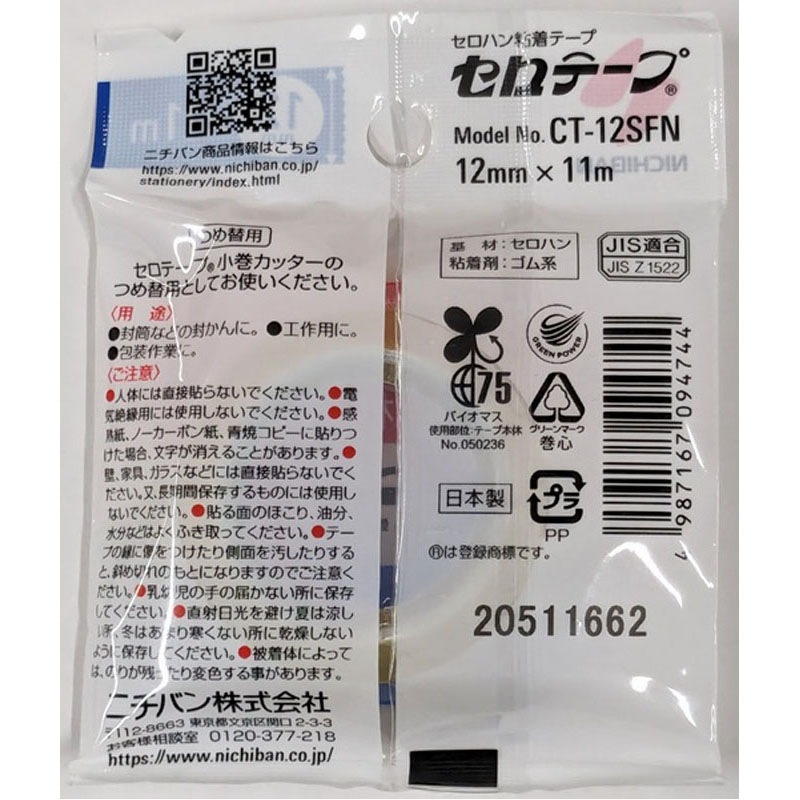 セロハン粘着テープ
セロテープ®
Model No. CT-12SFN
12mm × 11m
NICHIBAN
ニチバン商品情報はこちら
https://www.nichiban.co.jp/
stationery/index.html
つめ替用
セロテープ®小巻カッターの
つめ替用としてお使いください。
〈用 途〉
●封筒などの封かんに。●工作用に。
●包装作業に。
〈ご注意〉
●人体には直接貼らないでください。●電
気絶縁用には使用しないでください。●感
熱紙、ノーカーボン紙、青焼コピーに貼りつ
けた場合、文字が消えることがあります。●
壁、家具、ガラスなどには直接貼らないでく
ださい。又、長期間保存するものには使用し
ないでください。●貼る面のほこり、油分、
水分などはよくふき取ってください。●テー
プの縁に傷をつけたり側面を汚したりする
と、斜め切れのもとになりますのでご注意く
ださい。●乳幼児の手の届かない所に保存
してください。●直射日光を避け夏は涼し
い所、冬はあまり寒くない所に乾燥しない
ように保存してください。●被着体によって
は、のりが残ったり変色する事があります。
ニチバン株式会社
〒112-8663 東京都文京区関口2-3-3
お客様相談室 0120-377-218
https://www.nichiban.co.jp/
基 材：セロハン
粘着剤：ゴム系
JIS適合
JIS Z 1522
75
バイオマス
使用部位：テープ本体
No.050236
GREEN POWER
グリーンマーク
巻心
日本製
プラ
PP
Ⓡは登録商標です。
4987167094744
20511662